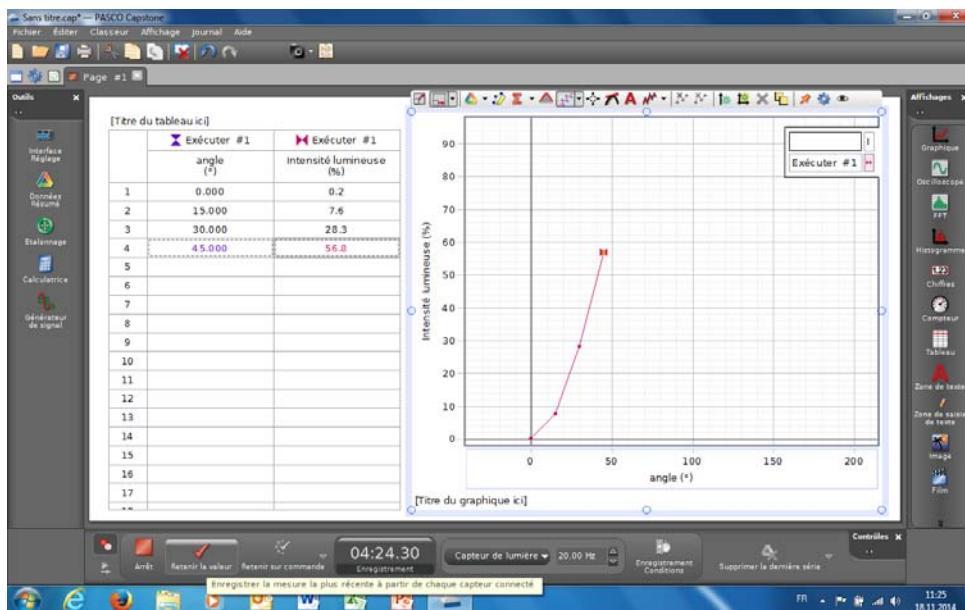 Sans titre.cap* — PASCO Capstone
Fichier Éditer Classeur Affichage Journal Aide
Page #1
Outils
Interface
Réglage
Données
Résumé
Etalonnage
Calculatrice
Générateur
de signal
[Titre du tableau ici]
Exécuter #1 Exécuter #1
angle
(°)
Intensité lumineuse
(%)
1 0.000 0.2
2 15.000 7.6
3 30.000 28.3
4 45.000 56.8
5
6
7
8
9
10
11
12
13
14
15
16
17
Exécuter #1
Intensité lumineuse (%)
90
80
70
60
50
40
30
20
10
0
0 50 100 150 200
angle (°)
[Titre du graphique ici]
Affichages
Graphique
Oscilloscope
FFT
Histogramme
Chiffres
Compteur
Tableau
Zone de texte
Zone de saisie
de texte
Image
Film
Arrêt
Retenir la valeur
Retenir sur commande
04:24.30
Enregistrement
Capteur de lumière
20.00 Hz
Enregistrement
Conditions
Supprimer la dernière série
Contrôles
Enregistrer la mesure la plus récente à partir de chaque capteur connecté
FR
11:25
18.11.2014